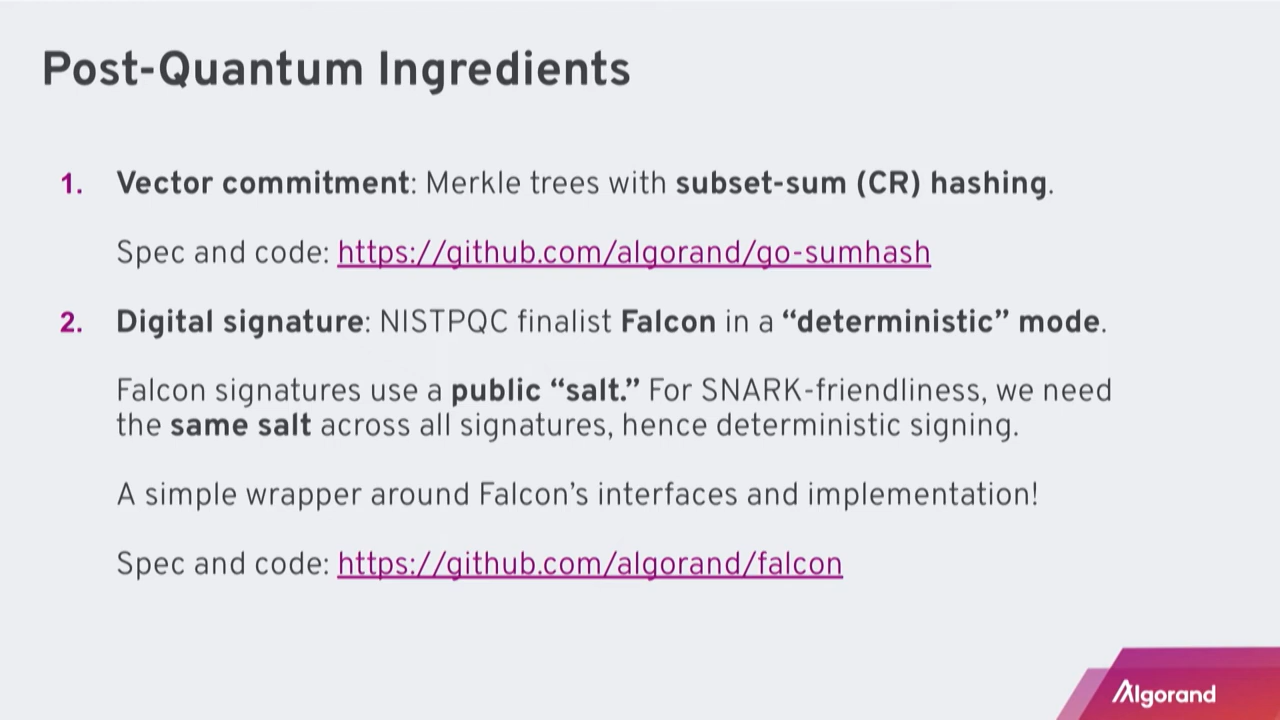 Post-Quantum Ingredients
1. Vector commitment: Merkle trees with subset-sum (CR) hashing.
Spec and code: https://github.com/algorand/go-sumhash
2. Digital signature: NISTPQC finalist Falcon in a “deterministic” mode.
Falcon signatures use a public “salt.” For SNARK-friendliness, we need
the same salt across all signatures, hence deterministic signing.
A simple wrapper around Falcon’s interfaces and implementation!
Spec and code: https://github.com/algorand/falcon
Algorand